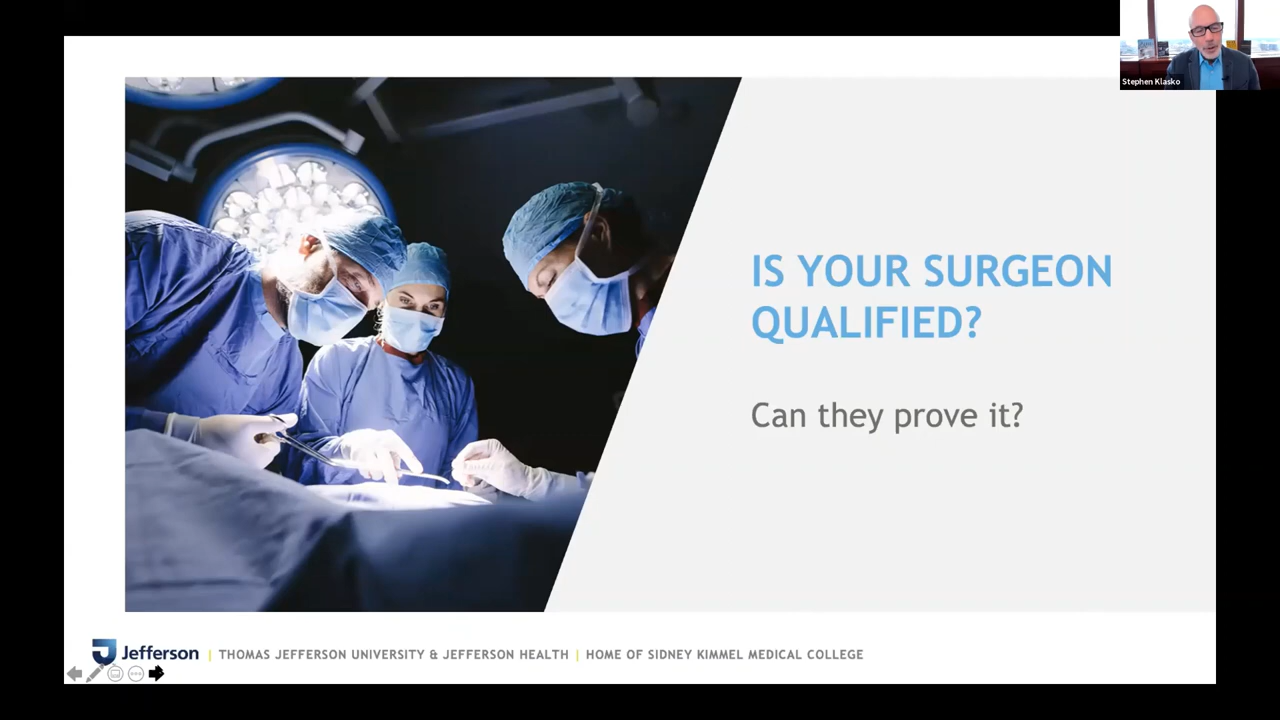 Stephen Klasko
IS YOUR SURGEON
QUALIFIED?
Can they prove it?
Jefferson | THOMAS JEFFERSON UNIVERSITY & JEFFERSON HEALTH | HOME OF SIDNEY KIMMEL MEDICAL COLLEGE